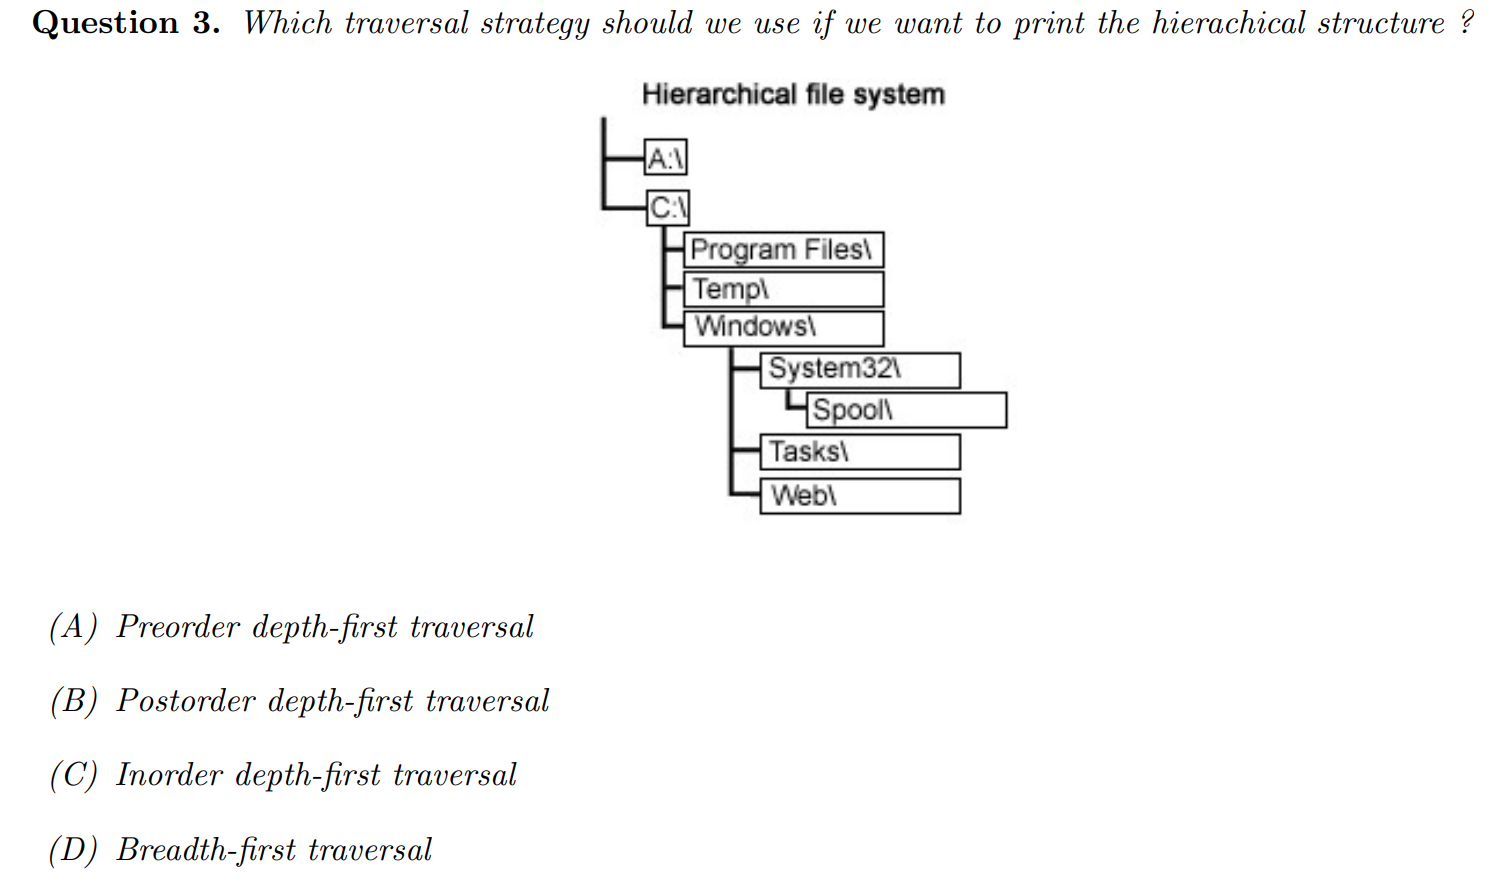 Question 3. Which traversal strategy should we use if we want to print the hierachical structure ?
Hierarchical file system
A:\
C:\
Program Files\
Temp\
Windows\
System32\
Spool\
Tasks\
Web\
(A) Preorder depth-first traversal
(B) Postorder depth-first traversal
(C) Inorder depth-first traversal
(D) Breadth-first traversal